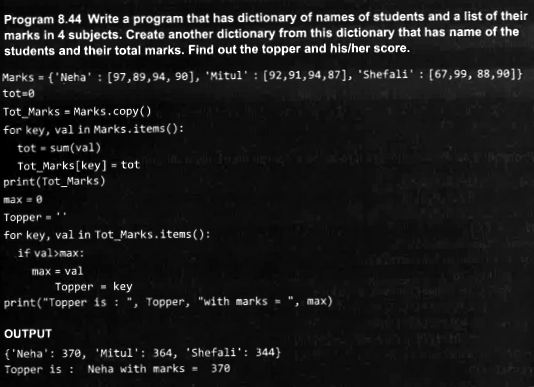 Program 8.44 Write a program that has dictionary of names of students and a list of their
marks in 4 subjects. Create another dictionary from this dictionary that has name of the
students and their total marks. Find out the topper and his/her score.
Marks = {'Neha' : [97,89,94, 90], 'Mitul' : [92,91,94,87], 'Shefali' : [67,99, 88,90]}
tot=0
Tot_Marks = Marks.copy()
for key, val in Marks.items():
tot = sum(val)
Tot_Marks[key] = tot
print(Tot_Marks)
max = 0
Topper = ''
for key, val in Tot_Marks.items():
if val>max:
max = val
Topper = key
print("Topper is : ", Topper, "with marks = ", max)
OUTPUT
{'Neha': 370, 'Mitul': 364, 'Shefali': 344}
Topper is : Neha with marks = 370